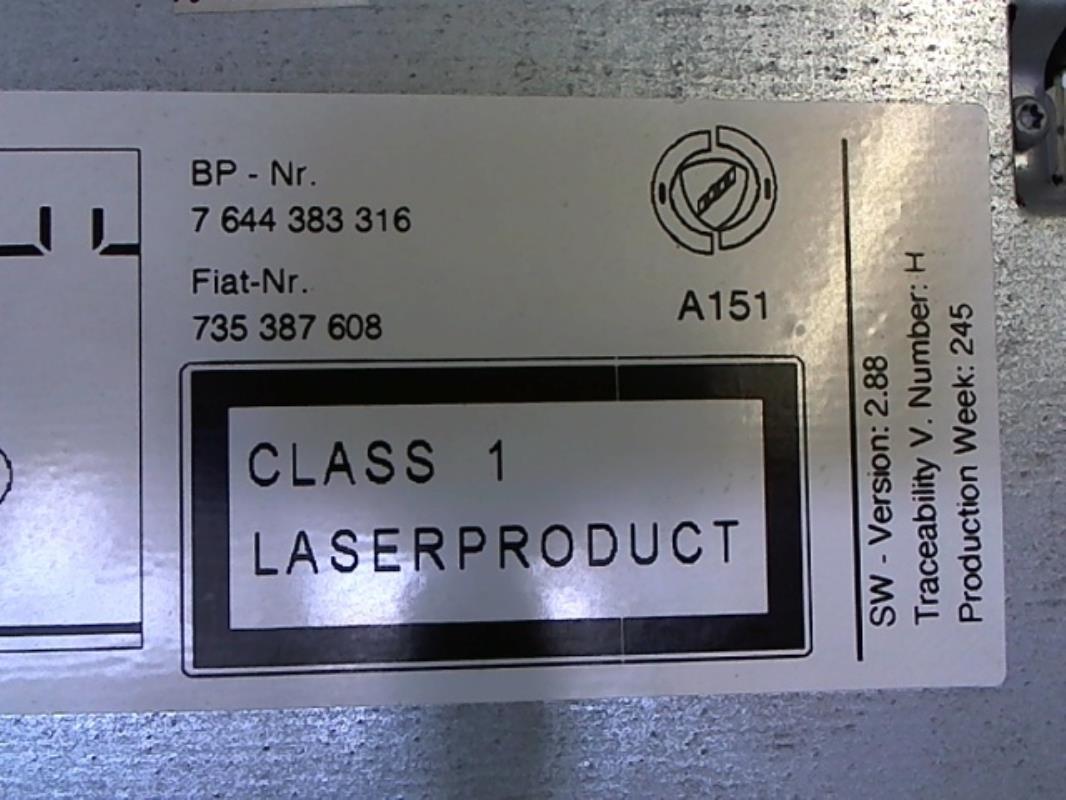 BP - Nr.
7 644 383 316
Fiat-Nr.
735 387 608
A151
CLASS 1
LASERPRODUCT
SW - Version: 2.88
Traceability V. Number: H
Production Week: 245